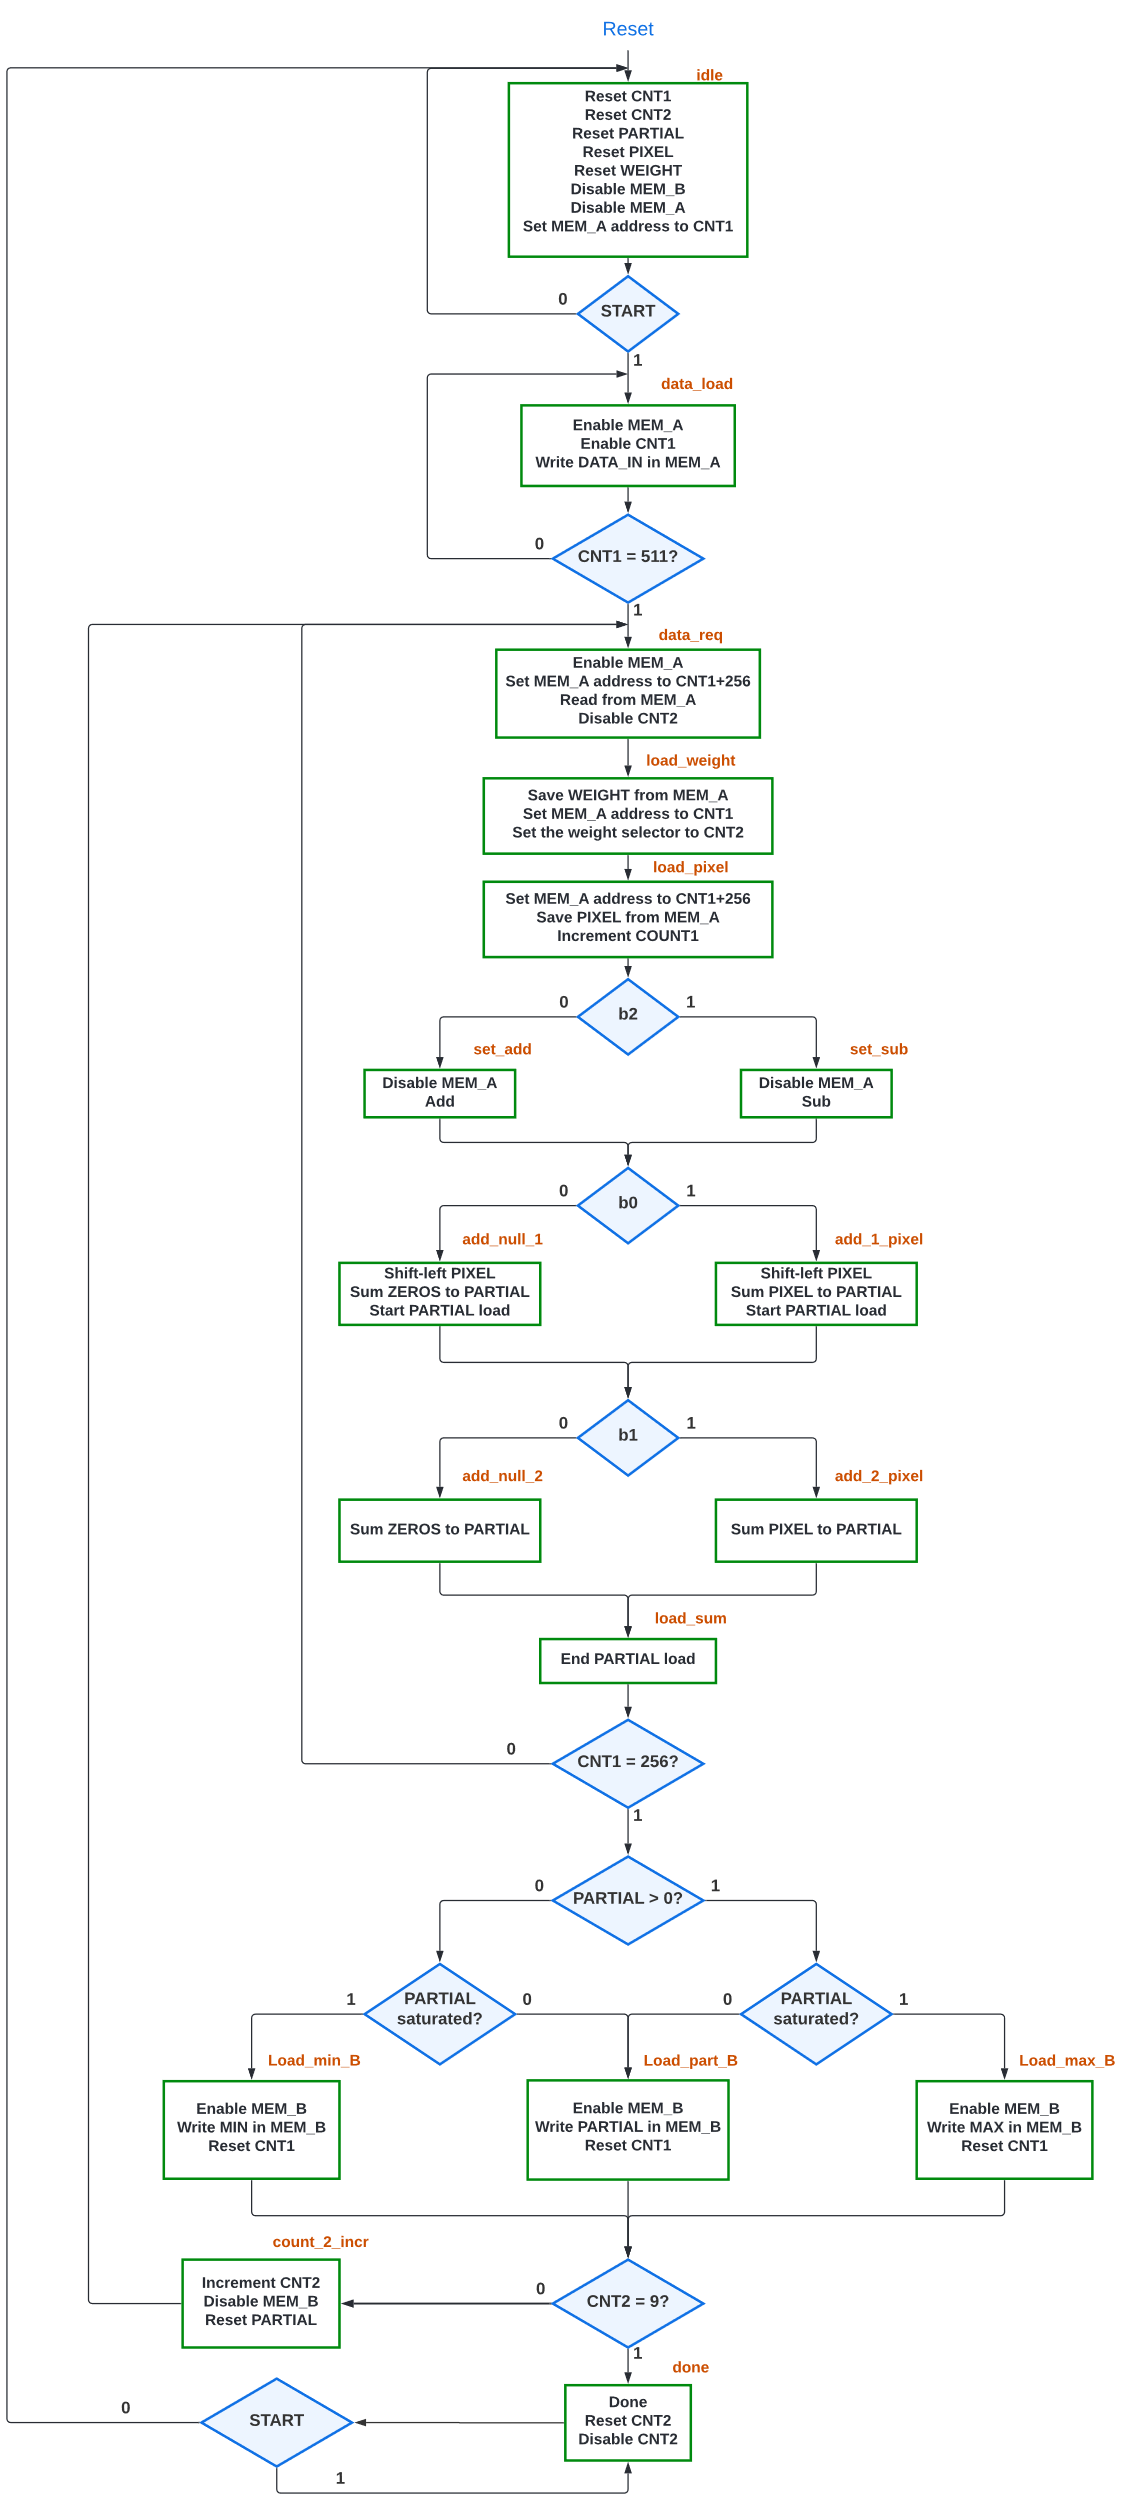 Reset
idle
Reset CNT1
Reset CNT2
Reset PARTIAL
Reset PIXEL
Reset WEIGHT
Disable MEM_B
Disable MEM_A
Set MEM_A address to CNT1
0
START
1
data_load
Enable MEM_A
Enable CNT1
Write DATA_IN in MEM_A
0
CNT1 = 511?
1
data_req
Enable MEM_A
Set MEM_A address to CNT1+256
Read from MEM_A
Disable CNT2
load_weight
Save WEIGHT from MEM_A
Set MEM_A address to CNT1
Set the weight selector to CNT2
load_pixel
Set MEM_A address to CNT1+256
Save PIXEL from MEM_A
Increment COUNT1
0
b2
1
set_add
Disable MEM_A
Add
set_sub
Disable MEM_A
Sub
0
b0
1
add_null_1
Shift-left PIXEL
Sum ZEROS to PARTIAL
Start PARTIAL load
add_1_pixel
Shift-left PIXEL
Sum PIXEL to PARTIAL
Start PARTIAL load
0
b1
1
add_null_2
Sum ZEROS to PARTIAL
add_2_pixel
Sum PIXEL to PARTIAL
load_sum
End PARTIAL load
0
CNT1 = 256?
1
0
PARTIAL > 0?
1
1
PARTIAL
saturated?
0
0
PARTIAL
saturated?
1
Load_min_B
Enable MEM_B
Write MIN in MEM_B
Reset CNT1
Load_part_B
Enable MEM_B
Write PARTIAL in MEM_B
Reset CNT1
Load_max_B
Enable MEM_B
Write MAX in MEM_B
Reset CNT1
count_2_incr
Increment CNT2
Disable MEM_B
Reset PARTIAL
0
CNT2 = 9?
1
done
Done
Reset CNT2
Disable CNT2
0
START
1